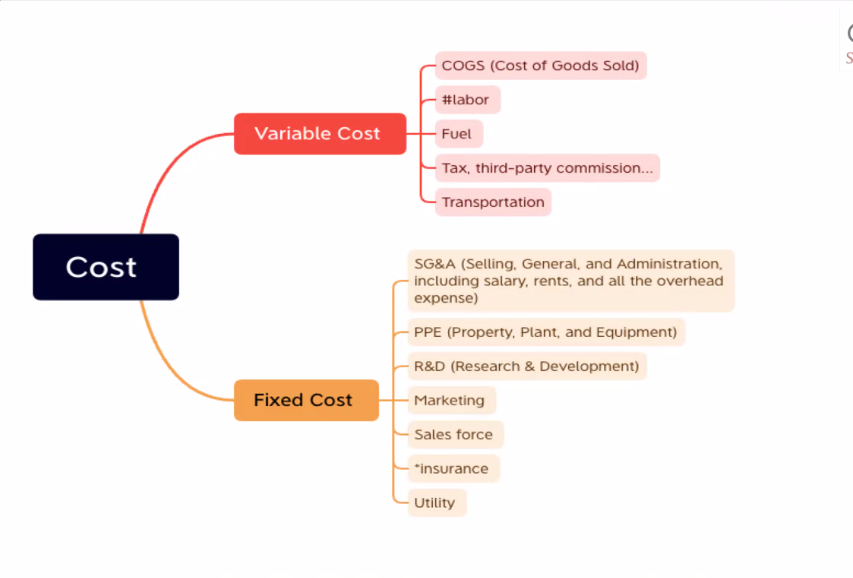 Cost
Variable Cost
COGS (Cost of Goods Sold)
#labor
Fuel
Tax, third-party commission...
Transportation
Fixed Cost
SG&A (Selling, General, and Administration,
including salary, rents, and all the overhead
expense)
PPE (Property, Plant, and Equipment)
R&D (Research & Development)
Marketing
Sales force
*insurance
Utility